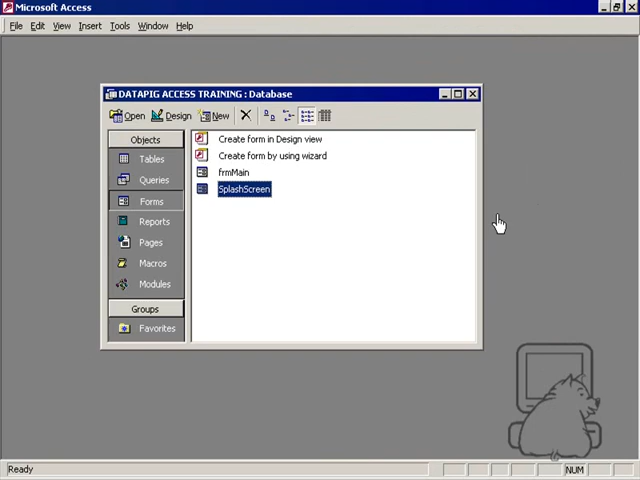 Microsoft Access
File Edit View Insert Tools Window Help
DATAPIG ACCESS TRAINING : Database
Open Design New
Objects
Tables
Queries
Forms
Reports
Pages
Macros
Modules
Groups
Favorites
Create form in Design view
Create form by using wizard
frmMain
SplashScreen
Ready
NUM